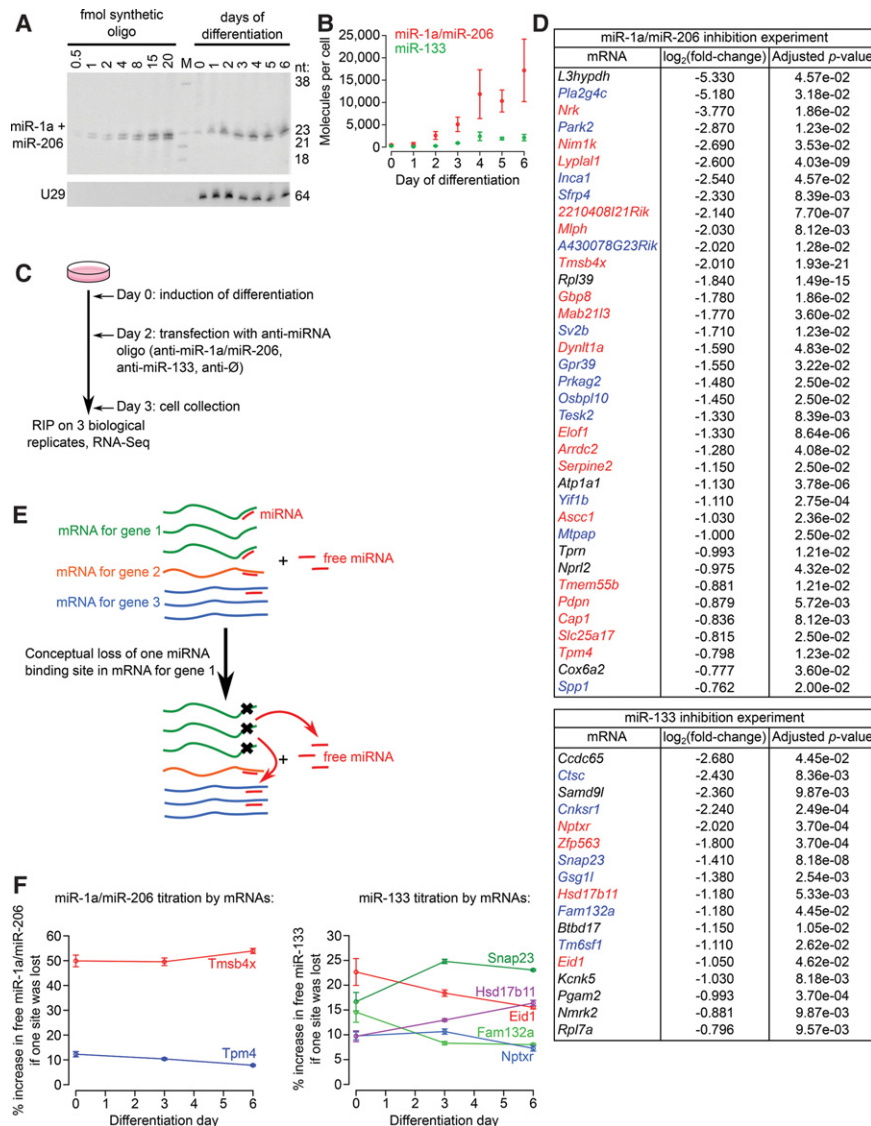 A
fmol synthetic oligo
days of differentiation
0.5 1 2 4 8 15 20 M 0 1 2 3 4 5 6 nt:
38
miR-1a + miR-206
23
21
18
U29
64
B
miR-1a/miR-206
miR-133
Molecules per cell
25,000
20,000
15,000
10,000
5,000
0
0 1 2 3 4 5 6
Day of differentiation
C
Day 0: induction of differentiation
Day 2: transfection with anti-miRNA
oligo (anti-miR-1a/miR-206,
anti-miR-133, anti-Ø)
Day 3: cell collection
RIP on 3 biological
replicates, RNA-Seq
D
miR-1a/miR-206 inhibition experiment
mRNA log2(fold-change) Adjusted p-value
L3hypdh -5.330 4.57e-02
Pla2g4c -5.180 3.18e-02
Nrk -3.770 1.86e-02
Park2 -2.870 1.23e-02
Nim1k -2.690 3.53e-02
Lyplal1 -2.600 4.03e-09
Inca1 -2.540 4.57e-02
Sfrp4 -2.330 8.39e-03
2210408I21Rik -2.140 7.70e-07
Mlph -2.030 8.12e-03
A430078G23Rik -2.020 1.28e-02
Tmsb4x -2.010 1.93e-21
Rpl39 -1.840 1.49e-15
Gbp8 -1.780 1.86e-02
Mab21l3 -1.770 3.60e-02
Sv2b -1.710 1.23e-02
Dynlt1a -1.590 4.83e-02
Gpr39 -1.550 3.22e-02
Prkag2 -1.480 2.50e-02
Osbpl10 -1.450 2.50e-02
Tesk2 -1.330 8.39e-03
Elof1 -1.330 8.64e-06
Arrdc2 -1.280 4.08e-02
Serpine2 -1.150 2.50e-02
Atp1a1 -1.130 3.78e-06
Yif1b -1.110 2.75e-04
Ascc1 -1.030 2.36e-02
Mtpap -1.000 2.50e-02
Tprn -0.993 1.21e-02
Nprl2 -0.975 4.32e-02
Tmem55b -0.881 1.21e-02
Pdpn -0.879 5.72e-03
Cap1 -0.836 8.12e-03
Slc25a17 -0.815 2.50e-02
Tpm4 -0.798 1.23e-02
Cox6a2 -0.777 3.60e-02
Spp1 -0.762 2.00e-02
miR-133 inhibition experiment
mRNA log2(fold-change) Adjusted p-value
Ccdc65 -2.680 4.45e-02
Ctsc -2.430 8.36e-03
Samd9l -2.360 9.87e-03
Cnksr1 -2.240 2.49e-04
Nptxr -2.020 3.70e-04
Zfp563 -1.800 3.70e-04
Snap23 -1.410 8.18e-08
Gsg1l -1.380 2.54e-03
Hsd17b11 -1.180 5.33e-03
Fam132a -1.180 4.45e-02
Btbd17 -1.150 1.05e-02
Tm6sf1 -1.110 2.62e-02
Eid1 -1.050 4.62e-02
Kcnk5 -1.030 8.18e-03
Pgam2 -0.993 3.70e-04
Nmrk2 -0.881 9.87e-03
Rpl7a -0.796 9.57e-03
E
miRNA
mRNA for gene 1
+ free miRNA
mRNA for gene 2
mRNA for gene 3
Conceptual loss of one miRNA
binding site in mRNA for gene 1
+ free miRNA
F
miR-1a/miR-206 titration by mRNAs:
% increase in free miR-1a/miR-206
if one site was lost
60
50
40
30
20
10
0
Tmsb4x
Tpm4
0 1 2 3 4 5 6
Differentiation day
miR-133 titration by mRNAs:
% increase in free miR-133
if one site was lost
30
25
20
15
10
5
0
Snap23
Hsd17b11
Eid1
Fam132a
Nptxr
0 1 2 3 4 5 6
Differentiation day